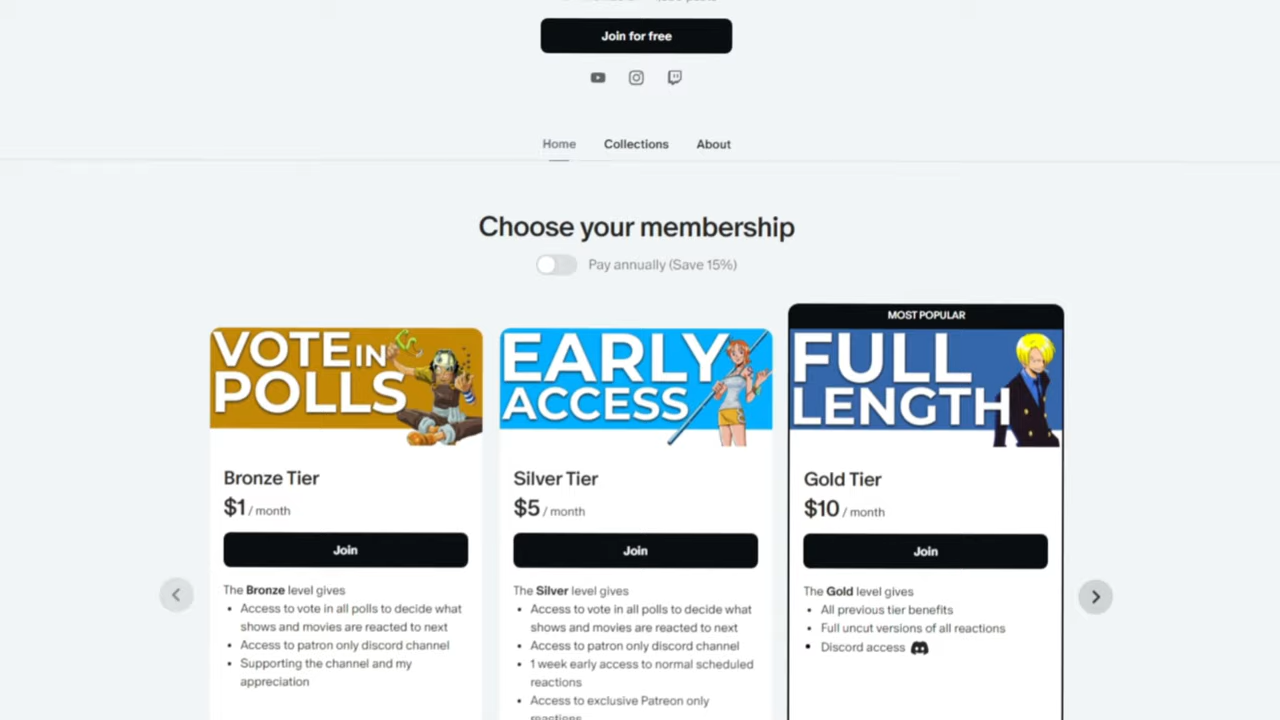 Join for free
Home Collections About
Choose your membership
Pay annually (Save 15%)
VOTE IN
POLLS
Bronze Tier
$1 / month
Join
The Bronze level gives
• Access to vote in all polls to decide what
shows and movies are reacted to next
• Access to patron only discord channel
• Supporting the channel and my
appreciation
EARLY
ACCESS
Silver Tier
$5 / month
Join
The Silver level gives
• Access to vote in all polls to decide what
shows and movies are reacted to next
• Access to patron only discord channel
• 1 week early access to normal scheduled
reactions
• Access to exclusive Patreon only
reactions
MOST POPULAR
FULL
LENGTH
Gold Tier
$10 / month
Join
The Gold level gives
• All previous tier benefits
• Full uncut versions of all reactions
• Discord access